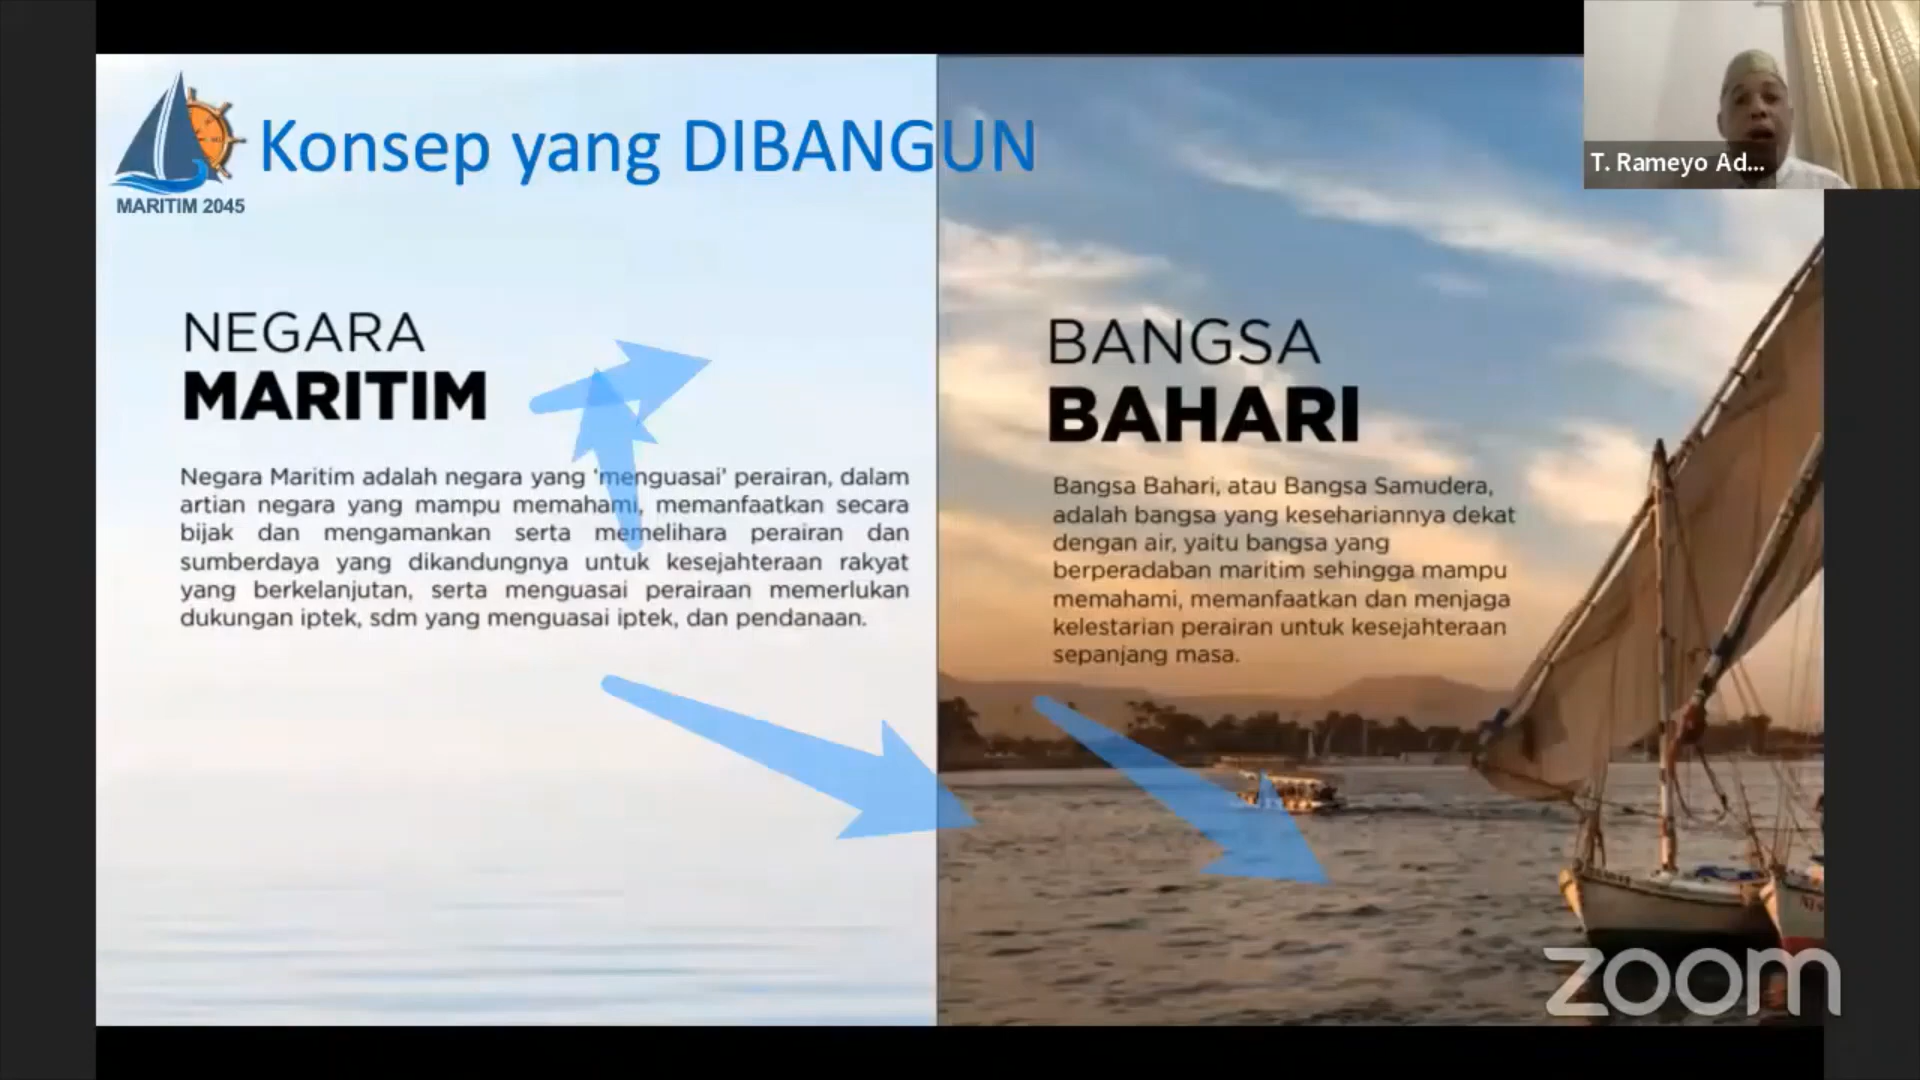 MARITIM 2045
Konsep yang DIBANGUN
T. Rameyo Ad...
NEGARA
MARITIM
Negara Maritim adalah negara yang ‘menguasai’ perairan, dalam
artian negara yang mampu memahami, memanfaatkan secara
bijak dan mengamankan serta memelihara perairan dan
sumberdaya yang dikandungnya untuk kesejahteraan rakyat
yang berkelanjutan, serta menguasai peraiaran memerlukan
dukungan iptek, sdm yang menguasai iptek, dan pendanaan.
BANGSA
BAHARI
Bangsa Bahari, atau Bangsa Samudera,
adalah bangsa yang kesehariannya dekat
dengan air, yaitu bangsa yang
berperadaban maritim sehingga mampu
memahami, memanfaatkan dan menjaga
kelestarian perairan untuk kesejahteraan
sepanjang masa.
zoom